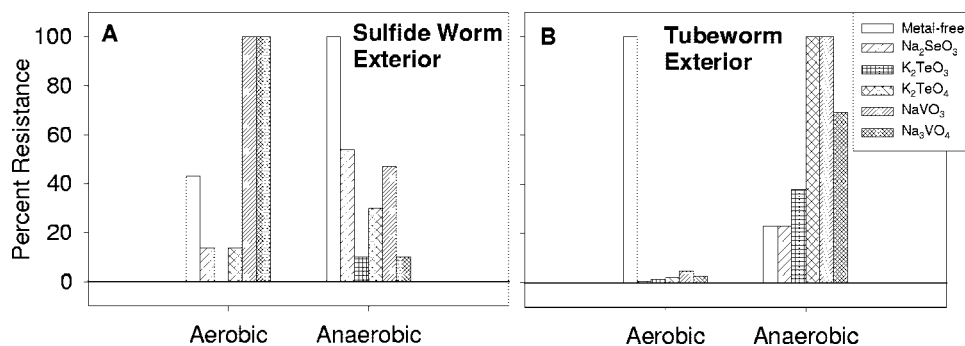 A
Sulfide Worm
Exterior
B
Tubeworm
Exterior
Metal-free
Na₂SeO₃
K₂TeO₃
K₂TeO₄
NaVO₃
Na₃VO₄
Percent Resistance
100
80
60
40
20
0
Aerobic
Anaerobic
Aerobic
Anaerobic